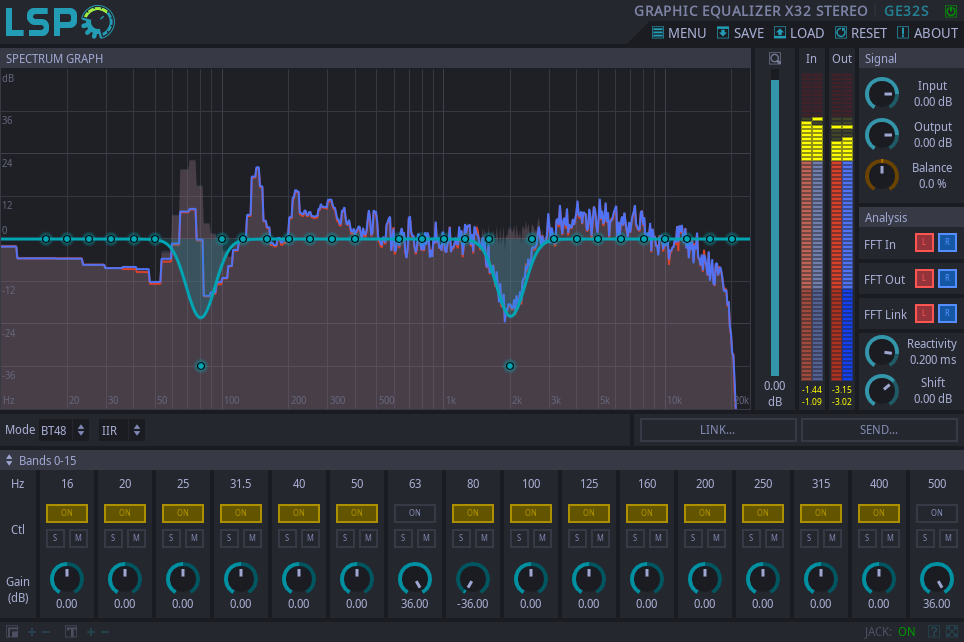 LSP
GRAPHIC EQUALIZER X32 STEREO GE32S
MENU SAVE LOAD RESET ABOUT
SPECTRUM GRAPH
In Out
Signal
dB
36
24
12
0
-12
-24
-36
Hz 20 30 50 100 200 300 500 1k 2k 3k 5k 10k 20k
0.00
dB
-1.44 -3.15
-1.09 -3.02
Input
0.00 dB
Output
0.00 dB
Balance
0.0 %
Analysis
FFT In L R
FFT Out L R
FFT Link L R
Reactivity
0.200 ms
Shift
0.00 dB
Mode BT48 IIR LINK... SEND...
Bands 0-15
Hz 16 20 25 31.5 40 50 63 80 100 125 160 200 250 315 400 500
ON ON ON ON ON ON ON ON ON ON ON ON ON ON ON ON
Ctl
S M S M S M S M S M S M S M S M S M S M S M S M S M S M S M S M
Gain
(dB)
0.00 0.00 0.00 0.00 0.00 0.00 36.00 -36.00 0.00 0.00 0.00 0.00 0.00 0.00 0.00 36.00
JACK: ON